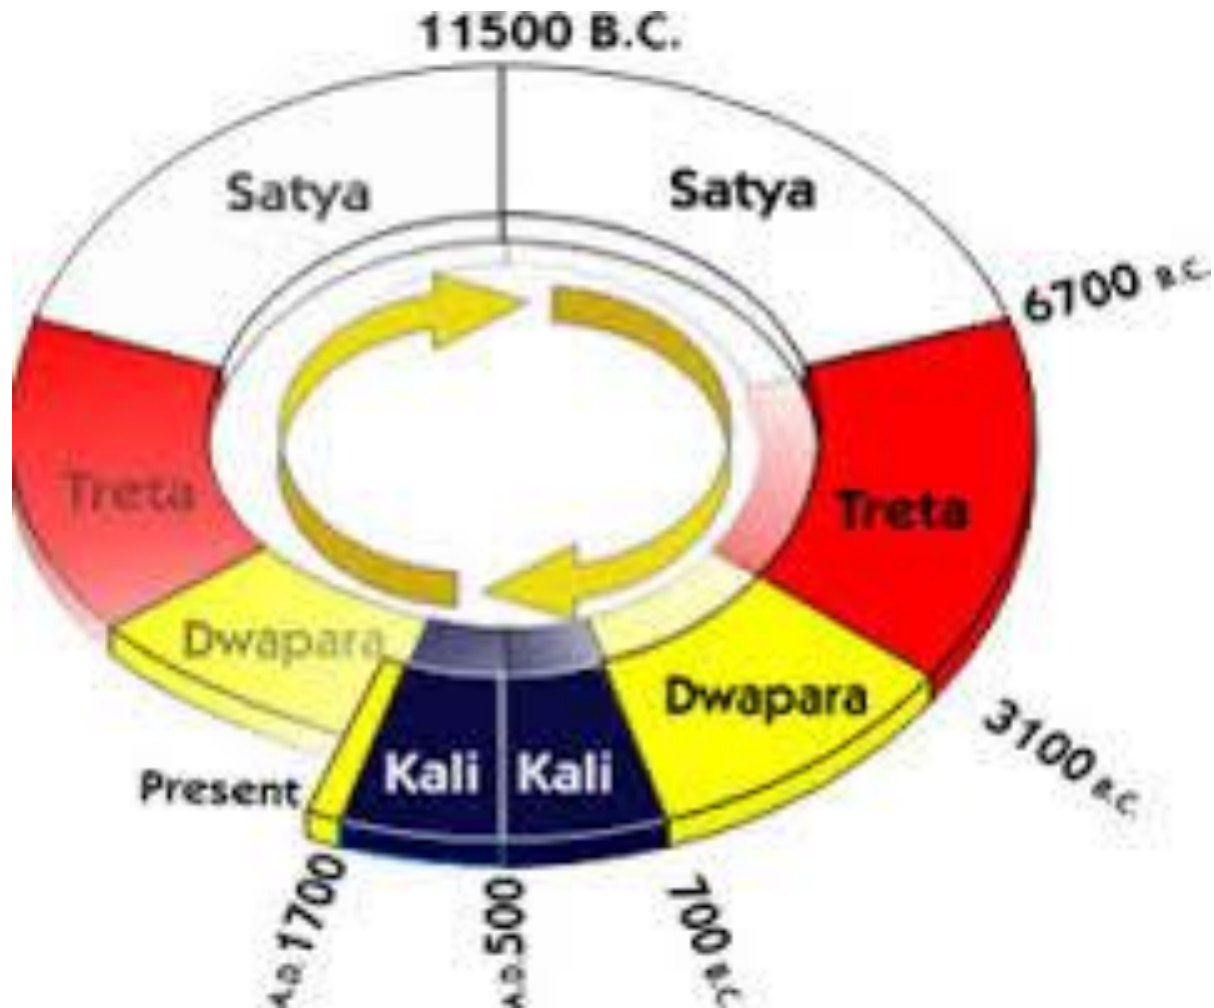 11500 B.C.
Satya
Satya
6700 B.C.
Treta
Treta
Dwapara
Dwapara
3100 B.C.
Kali
Kali
Present
A.D. 1700
A.D. 500
700 B.C.